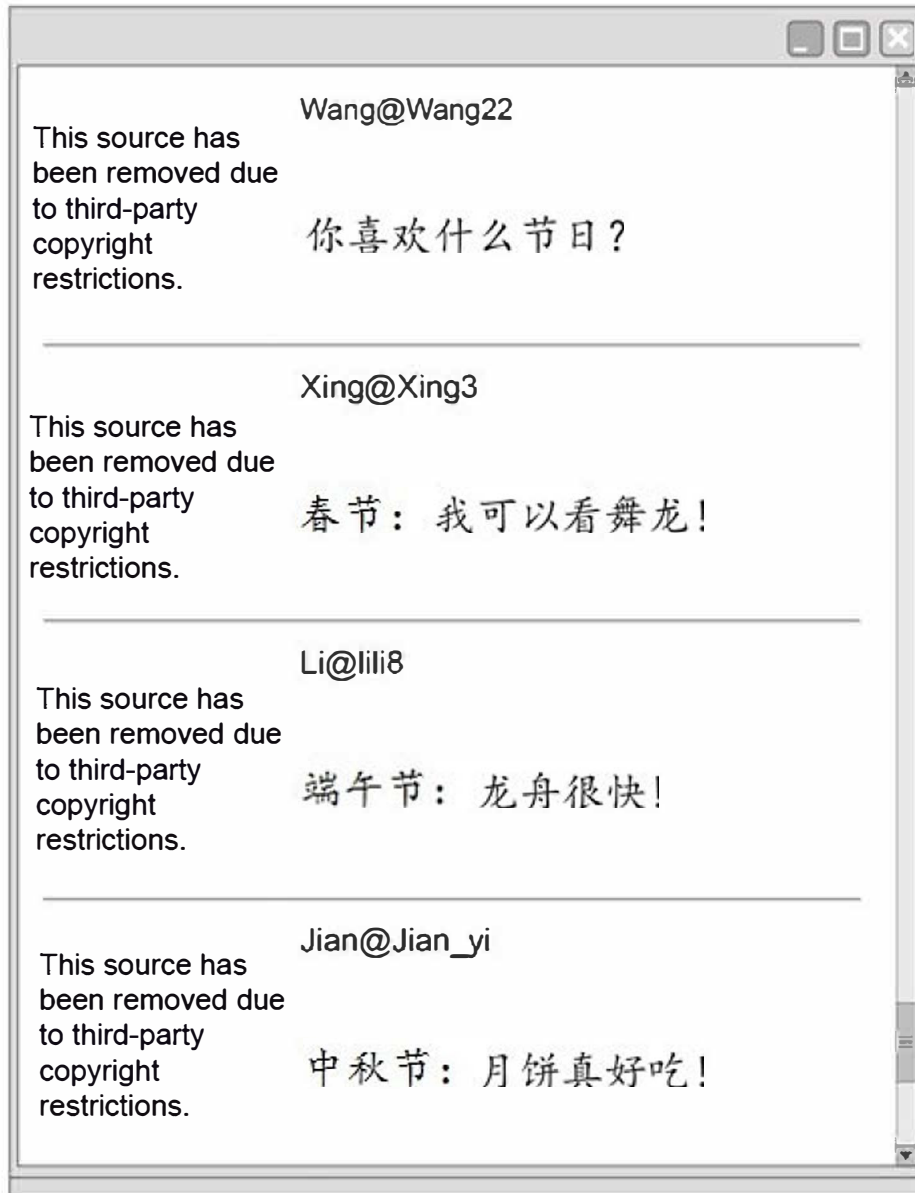 Wang@Wang22
This source has
been removed due
to third-party
copyright
restrictions.
你喜欢什么节日?
Xing@Xing3
This source has
been removed due
to third-party
copyright
restrictions.
春节: 我可以看舞龙!
Li@lili8
This source has
been removed due
to third-party
copyright
restrictions.
端午节: 龙舟很快!
Jian@Jian_yi
This source has
been removed due
to third-party
copyright
restrictions.
中秋节: 月饼真好吃!